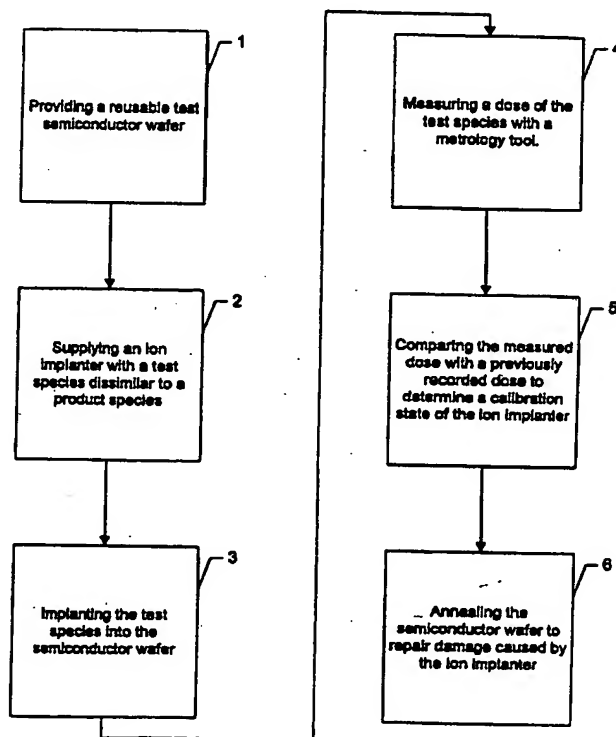 1
Providing a reusable test
semiconductor wafer
2
Supplying an ion
implanter with a test
species dissimilar to a
product species
3
Implanting the test
species into the
semiconductor wafer
4
Measuring a dose of the
test species with a
metrology tool.
5
Comparing the measured
dose with a previously
recorded dose to
determine a calibration
state of the ion implanter
6
Annealing the
semiconductor wafer to
repair damage caused by
the ion implanter